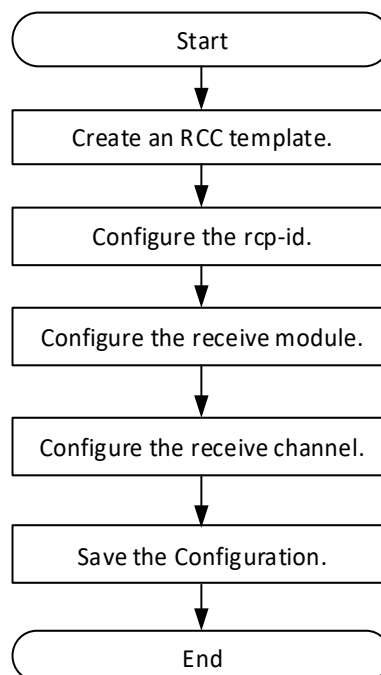 Start
Create an RCC template.
Configure the rcp-id.
Configure the receive module.
Configure the receive channel.
Save the Configuration.
End